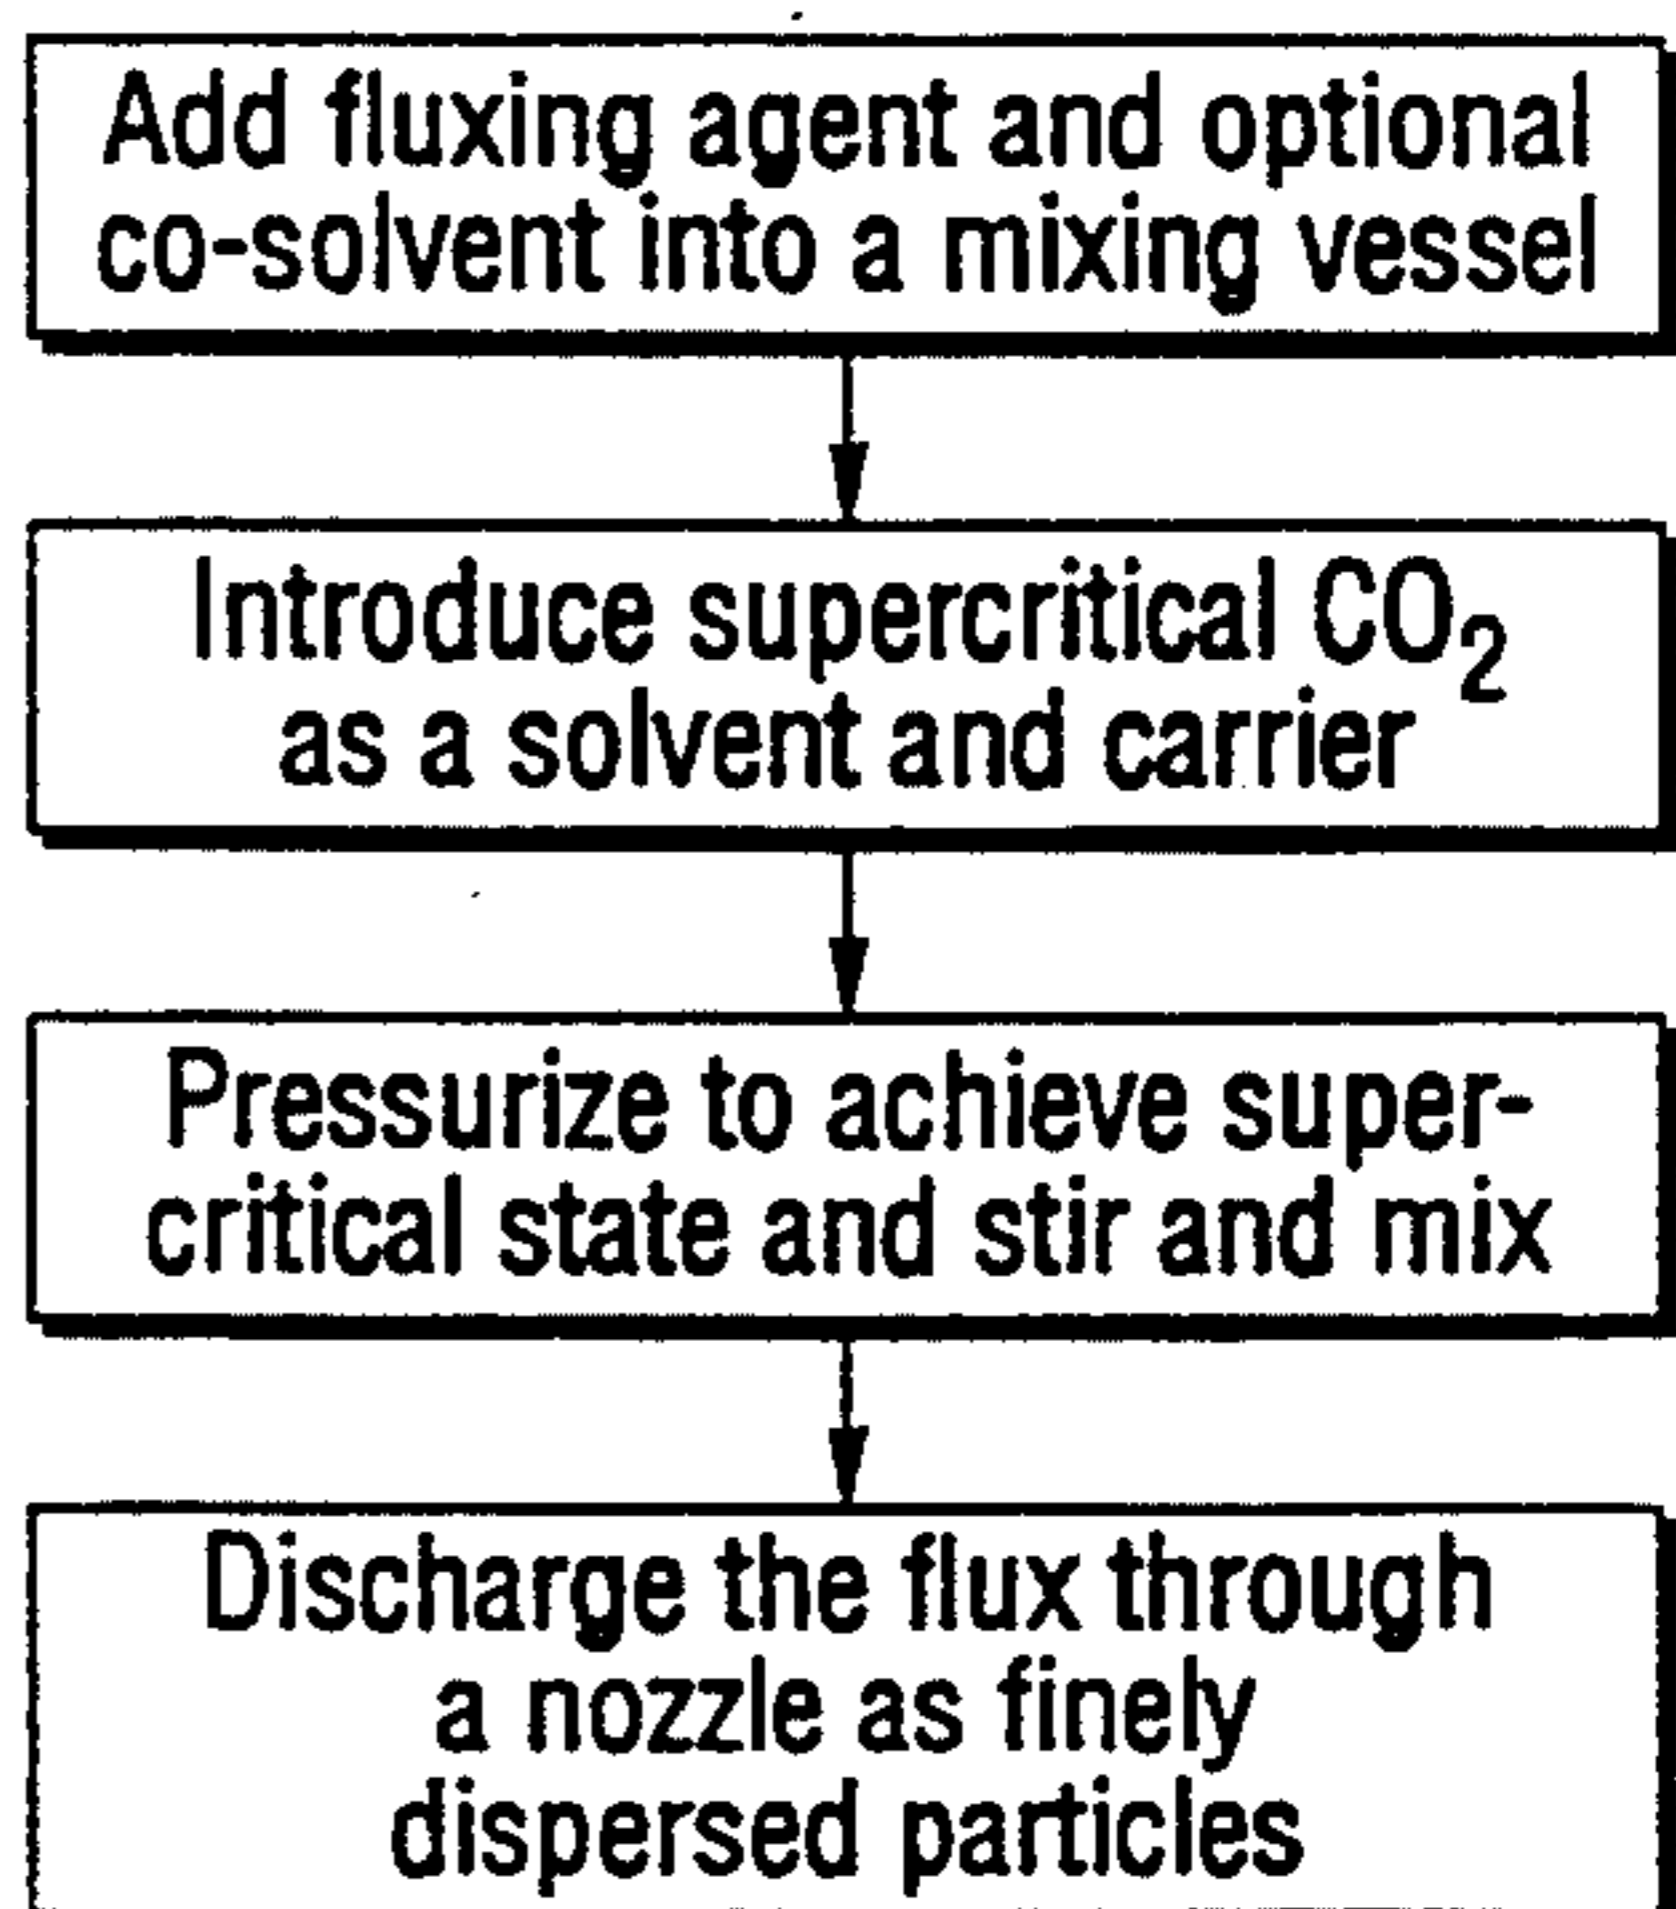 Add fluxing agent and optional
co-solvent into a mixing vessel
Introduce supercritical CO₂
as a solvent and carrier
Pressurize to achieve super-
critical state and stir and mix
Discharge the flux through
a nozzle as finely
dispersed particles